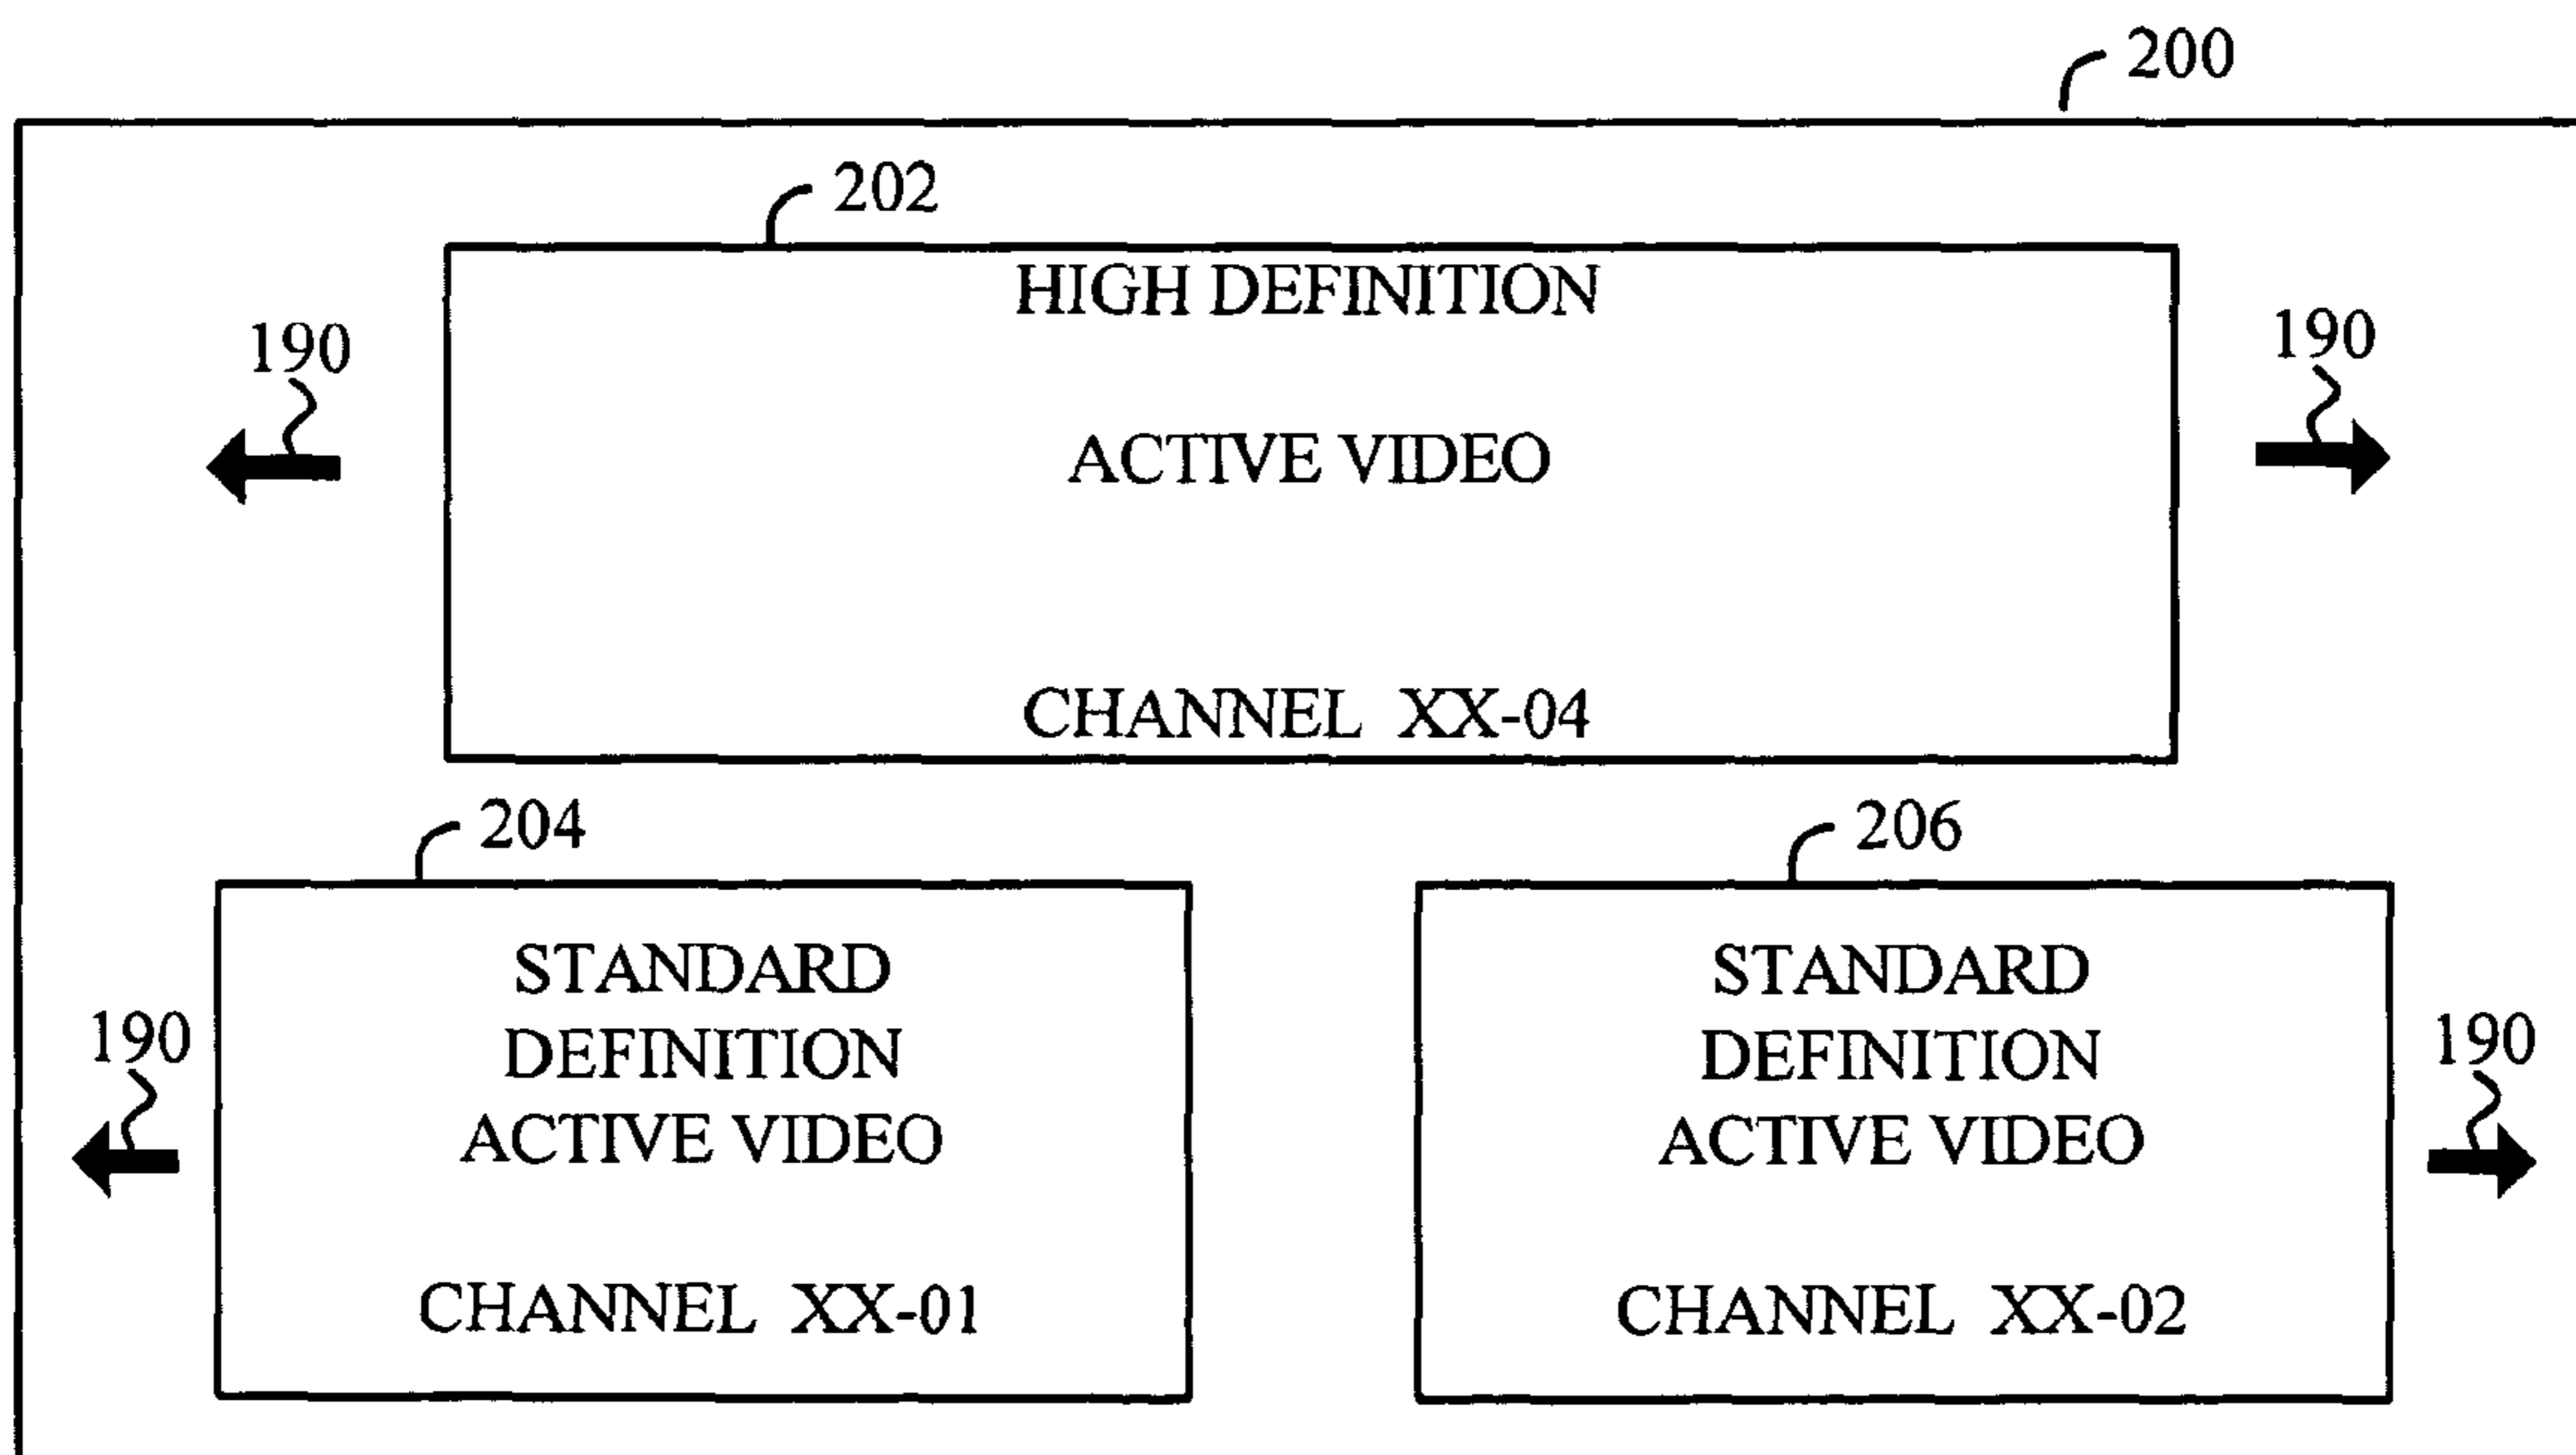 200
202
HIGH DEFINITION
190
190
ACTIVE VIDEO
CHANNEL XX-04
204
206
STANDARD
DEFINITION
ACTIVE VIDEO
CHANNEL XX-01
190
STANDARD
DEFINITION
ACTIVE VIDEO
CHANNEL XX-02
190